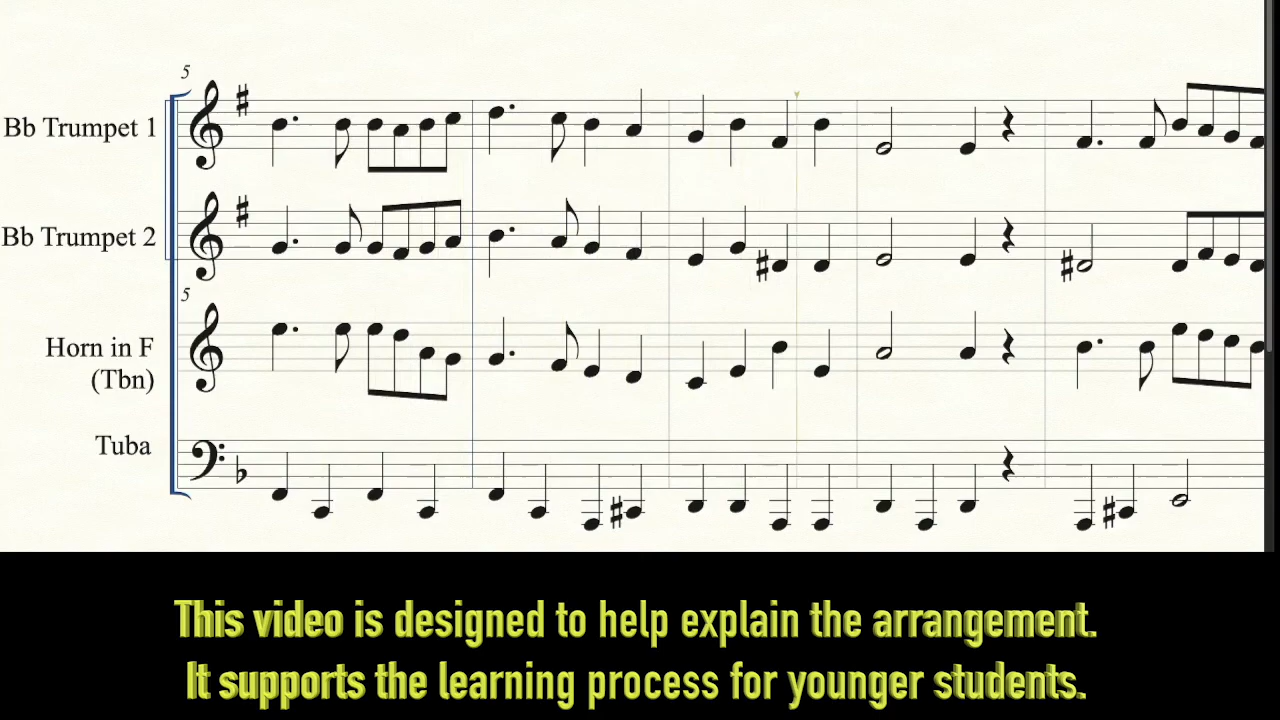 5
Bb Trumpet 1
Bb Trumpet 2
5
Horn in F
(Tbn)
Tuba
This video is designed to help explain the arrangement.
It supports the learning process for younger students.